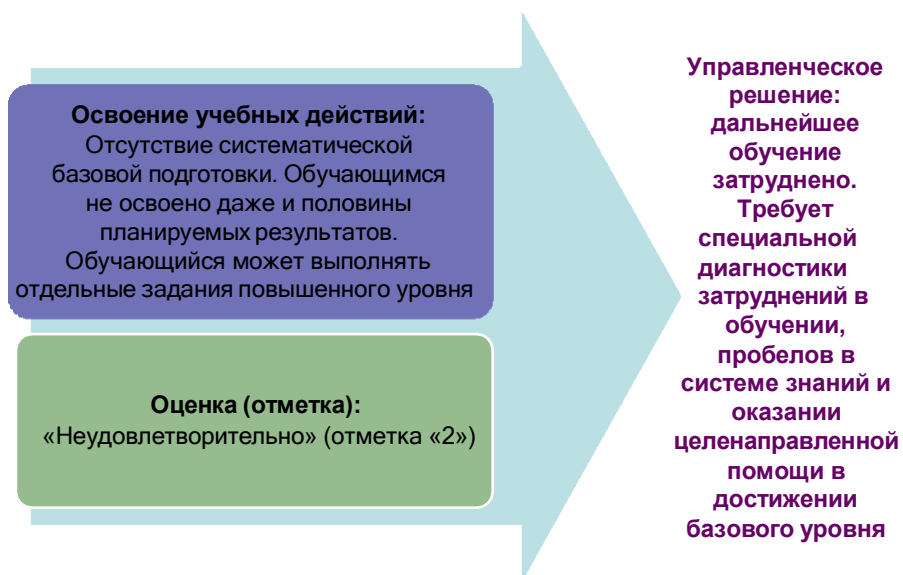 Освоение учебных действий:
Отсутствие систематической
базовой подготовки. Обучающимся
не освоено даже и половины
планируемых результатов.
Обучающийся может выполнять
отдельные задания повышенного уровня
Оценка (отметка):
«Неудовлетворительно» (отметка «2»)
Управленческое
решение:
дальнейшее
обучение
затруднено.
Требует
специальной
диагностики
затруднений в
обучении,
пробелов в
системе знаний и
оказании
целенаправленной
помощи в
достижении
базового уровня